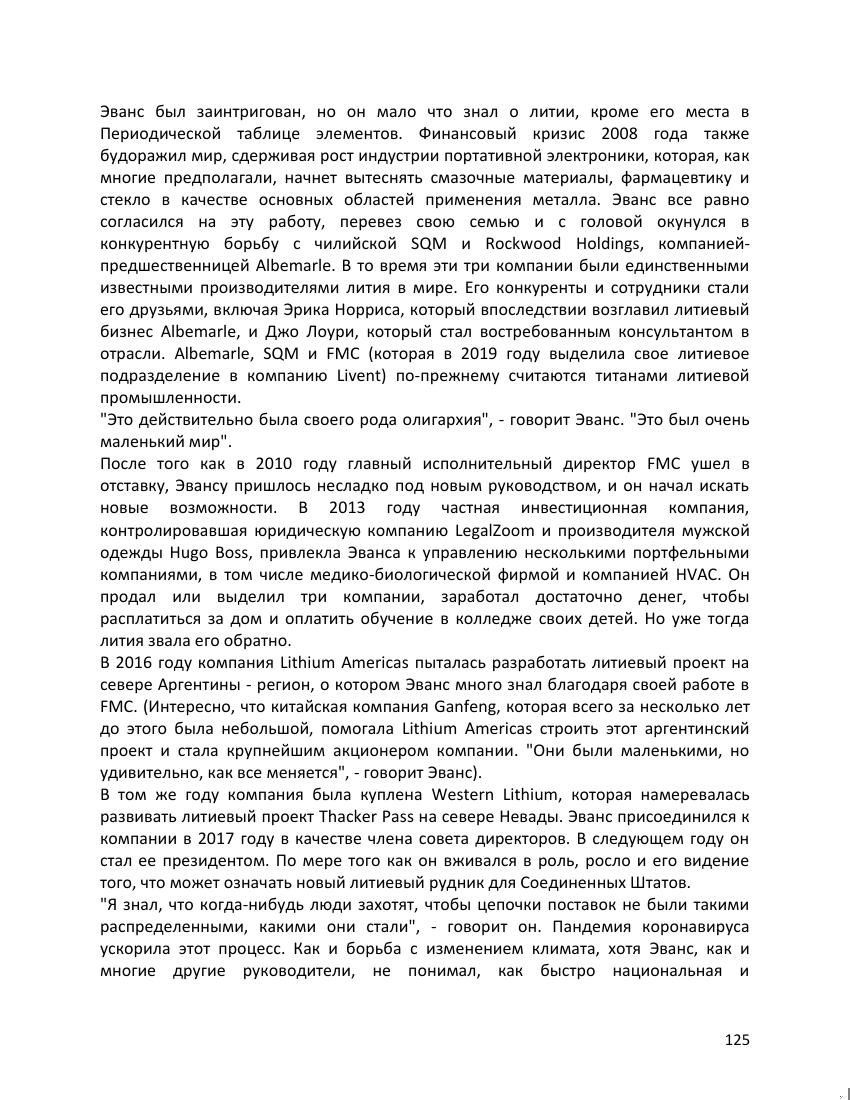 Эванс был заинтригован, но он мало что знал о литии, кроме его места в
Периодической таблице элементов. Финансовый кризис 2008 года также
будоражил мир, сдерживая рост индустрии портативной электроники, которая, как
многие предполагали, начнет вытеснять смазочные материалы, фармацевтику и
стекло в качестве основных областей применения металла. Эванс все равно
согласился на эту работу, перевез свою семью и с головой окунулся в
конкурентную борьбу с чилийской SQM и Rockwood Holdings, компанией-
предшественницей Albemarle. В то время эти три компании были единственными
известными производителями лития в мире. Его конкуренты и сотрудники стали
его друзьями, включая Эрика Норриса, который впоследствии возглавил литиевый
бизнес Albemarle, и Джо Лоури, который стал востребованным консультантом в
отрасли. Albemarle, SQM и FMC (которая в 2019 году выделила свое литиевое
подразделение в компанию Livent) по-прежнему считаются титанами литиевой
промышленности.
"Это действительно была своего рода олигархия", - говорит Эванс. "Это был очень
маленький мир".
После того как в 2010 году главный исполнительный директор FMC ушел в
отставку, Эвансу пришлось несладко под новым руководством, и он начал искать
новые возможности. В 2013 году частная инвестиционная компания,
контролировавшая юридическую компанию LegalZoom и производителя мужской
одежды Hugo Boss, привлекла Эванса к управлению несколькими портфельными
компаниями, в том числе медико-биологической фирмой и компанией HVAC. Он
продал или выделил три компании, заработал достаточно денег, чтобы
расплатиться за дом и оплатить обучение в колледже своих детей. Но уже тогда
лития звала его обратно.
В 2016 году компания Lithium Americas пыталась разработать литиевый проект на
севере Аргентины - регион, о котором Эванс много знал благодаря своей работе в
FMC. (Интересно, что китайская компания Ganfeng, которая всего за несколько лет
до этого была небольшой, помогала Lithium Americas строить этот аргентинский
проект и стала крупнейшим акционером компании. "Они были маленькими, но
удивительно, как все меняется", - говорит Эванс).
В том же году компания была куплена Western Lithium, которая намеревалась
развивать литиевый проект Thacker Pass на севере Невады. Эванс присоединился к
компании в 2017 году в качестве члена совета директоров. В следующем году он
стал ее президентом. По мере того как он вживался в роль, росло и его видение
того, что может означать новый литиевый рудник для Соединенных Штатов.
"Я знал, что когда-нибудь люди захотят, чтобы цепочки поставок не были такими
распределенными, какими они стали", - говорит он. Пандемия коронавируса
ускорила этот процесс. Как и борьба с изменением климата, хотя Эванс, как и
многие другие руководители, не понимал, как быстро национальная и
125